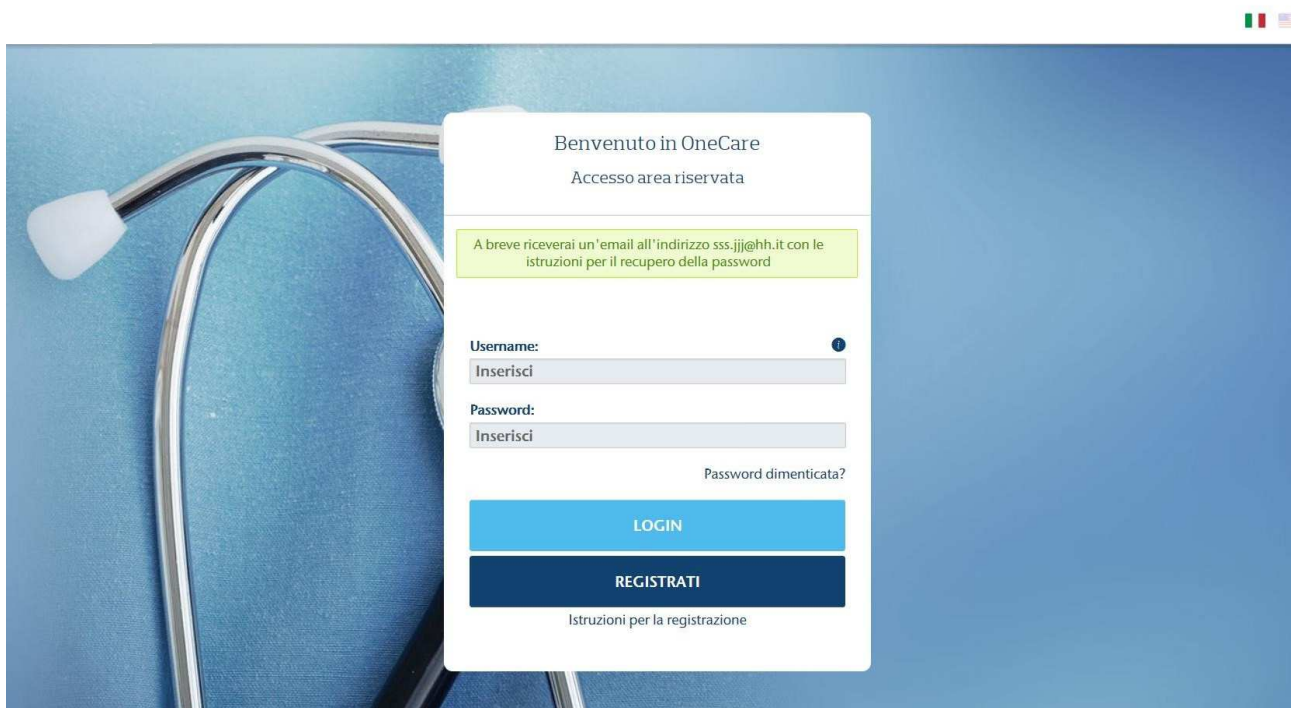 Benvenuto in OneCare
Accesso area riservata
A breve riceverai un'email all'indirizzo sss.jjj@hh.it con le
istruzioni per il recupero della password
Username:
i
Inserisci
Password:
Inserisci
Password dimenticata?
LOGIN
REGISTRATI
Istruzioni per la registrazione